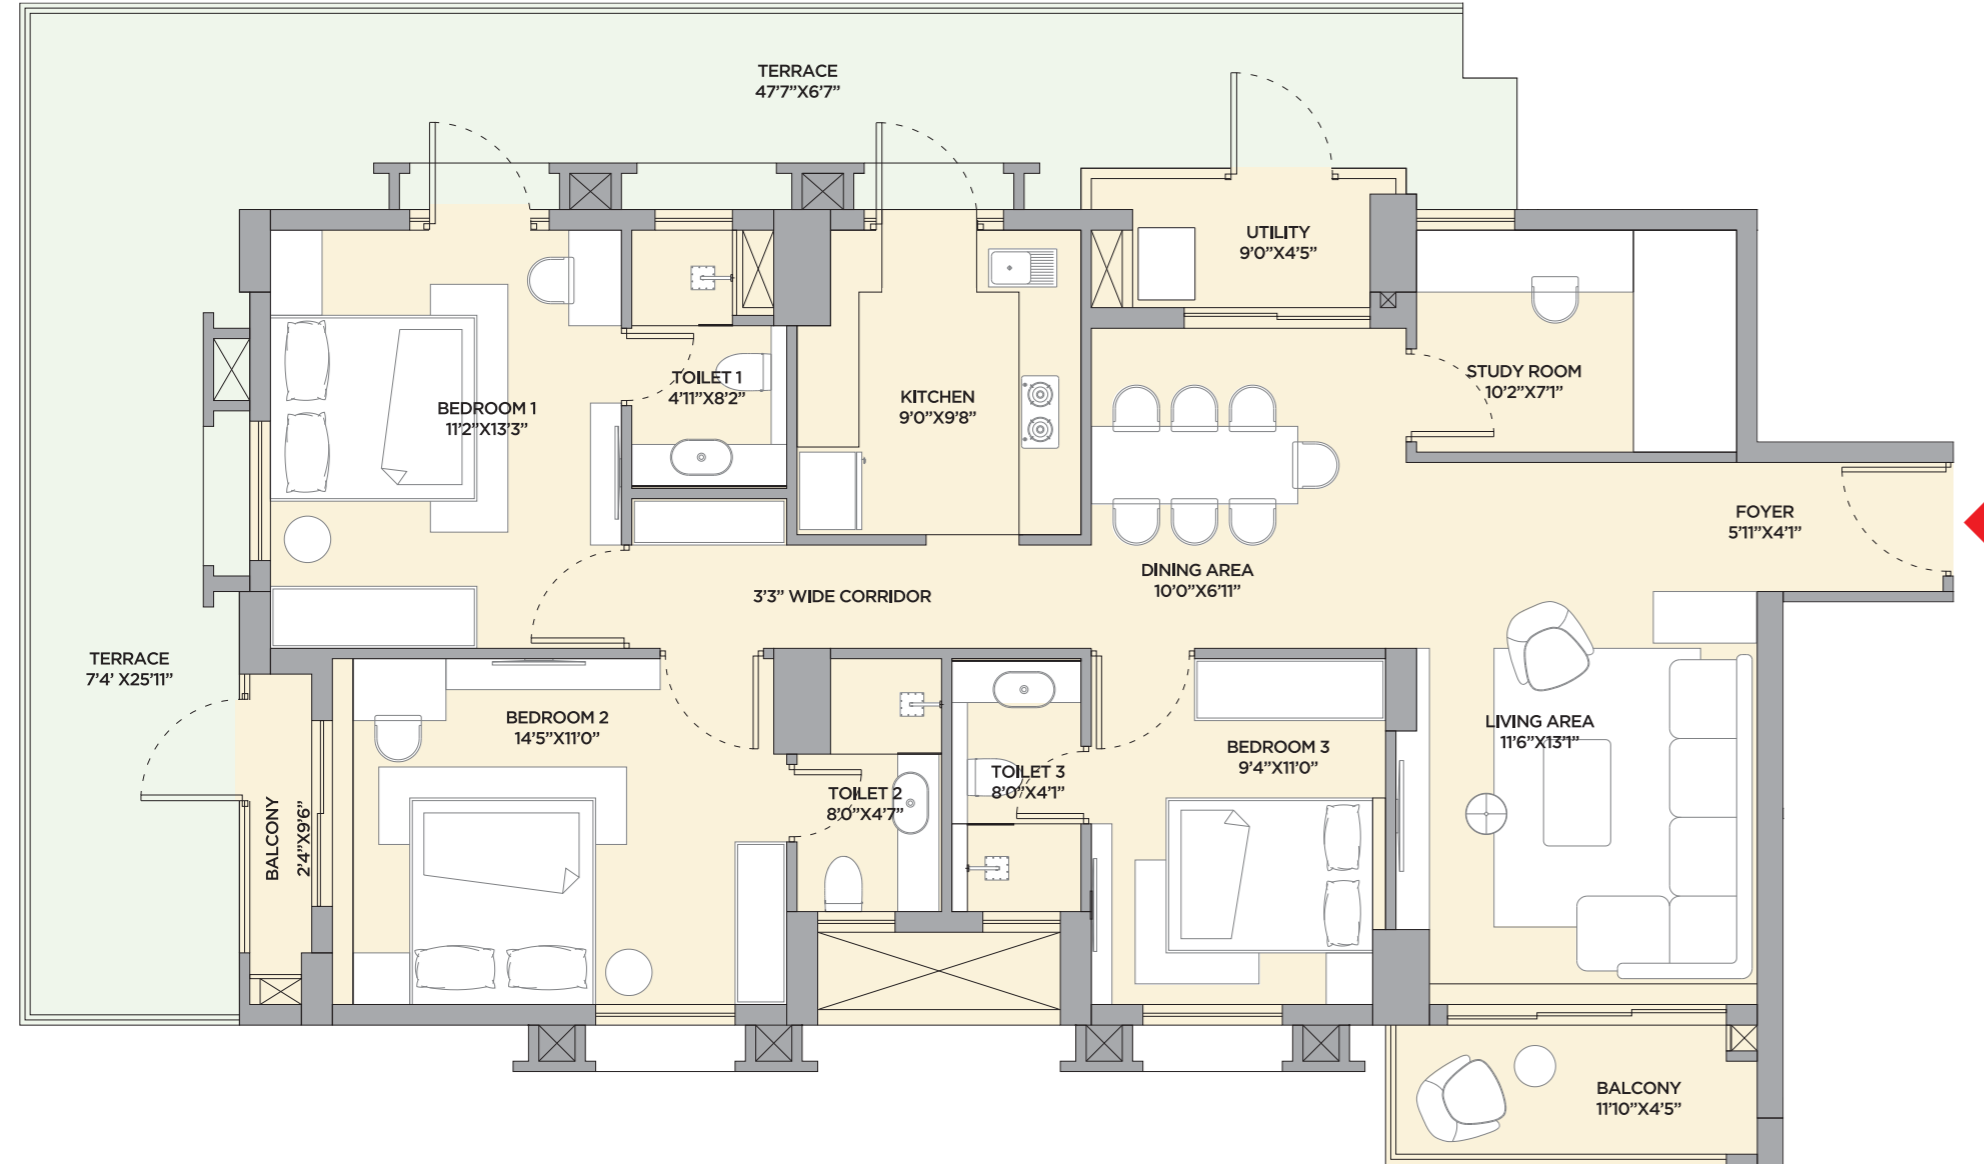 TERRACE
47'7"X6'7"
UTILITY
9'0"X4'5"
STUDY ROOM
10'2"X7'1"
TOILET 1
4'11"X8'2"
KITCHEN
9'0"X9'8"
BEDROOM 1
11'2"X13'3"
FOYER
5'11"X4'1"
DINING AREA
10'0"X6'11"
3'3" WIDE CORRIDOR
TERRACE
7'4' X25'11"
BEDROOM 2
14'5"X11'0"
LIVING AREA
11'6"X13'1"
BEDROOM 3
9'4"X11'0"
TOILET 3
8'0"X4'1"
TOILET 2
8'0"X4'7"
BALCONY
2'4"X9'6"
BALCONY
11'10"X4'5"